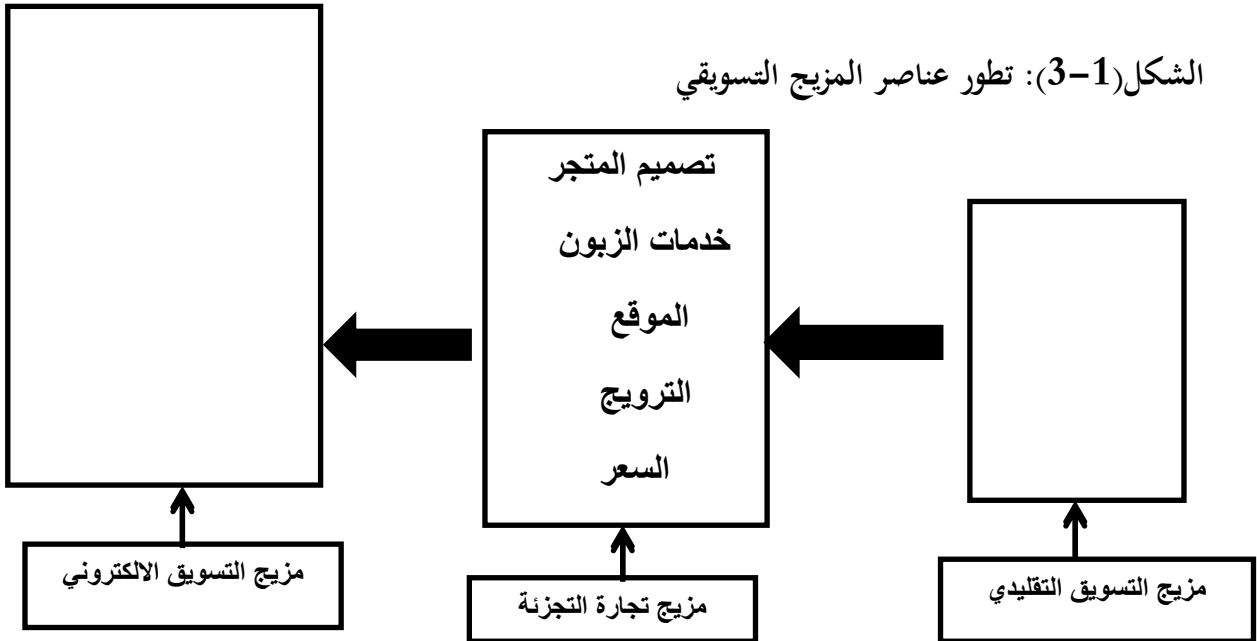 الشكل(1-3): تطور عناصر المزيج التسويقي
تصميم المتجر
خدمات الزبون
الموقع
الترويج
السعر
مزيج التسويق التقليدي
مزيج تجارة التجزئة
مزيج التسويق الالكتروني